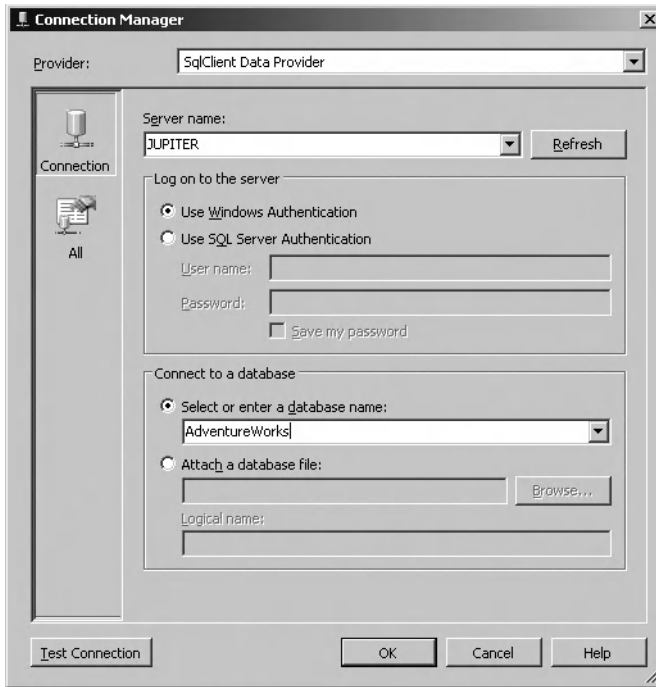 Connection Manager
Provider: SqlClient Data Provider
Connection
All
Server name:
JUPITER Refresh
Log on to the server
Use Windows Authentication
Use SQL Server Authentication
User name:
Password:
Save my password
Connect to a database
Select or enter a database name:
AdventureWorks
Attach a database file:
Browse...
Logical name:
Test Connection OK Cancel Help